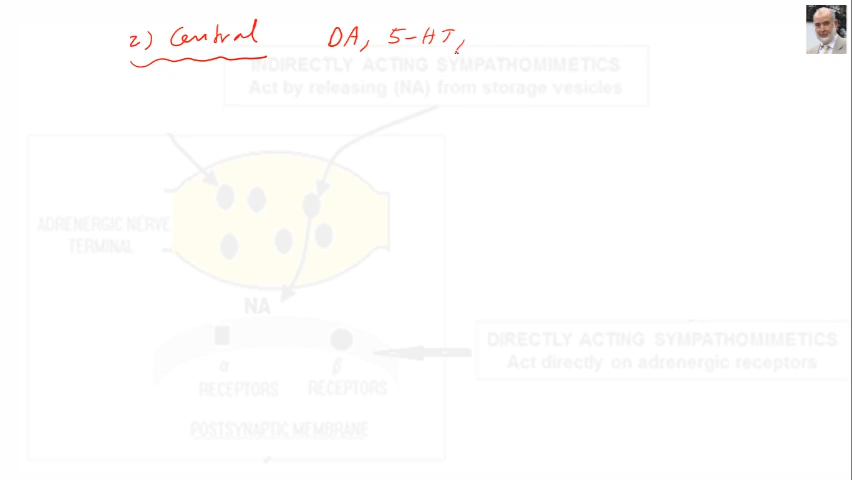 2) Central DA, 5-HT,
INDIRECTLY ACTING SYMPATHOMIMETICS
Act by releasing (NA) from storage vesicles
ADRENERGIC NERVE
TERMINAL
NA
DIRECTLY ACTING SYMPATHOMIMETICS
Act directly on adrenergic receptors
α β
RECEPTORS RECEPTORS
POSTSYNAPTIC MEMBRANE